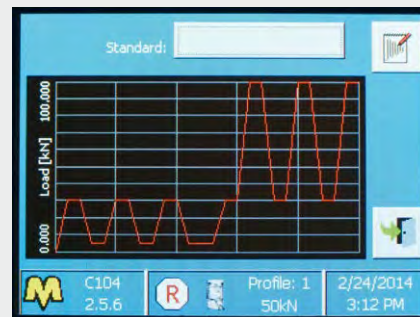 Standard:
100.000
Load [kN]
0.000
C104
2.5.6
R
Profile: 1
50kN
2/24/2014
3:12 PM